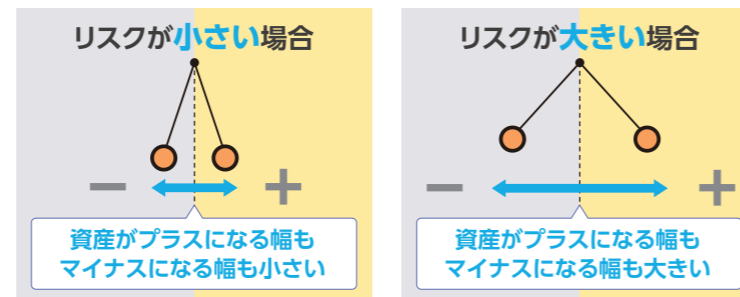 リスクが小さい場合
− +
資産がプラスになる幅も
マイナスになる幅も小さい
リスクが大きい場合
− +
資産がプラスになる幅も
マイナスになる幅も大きい